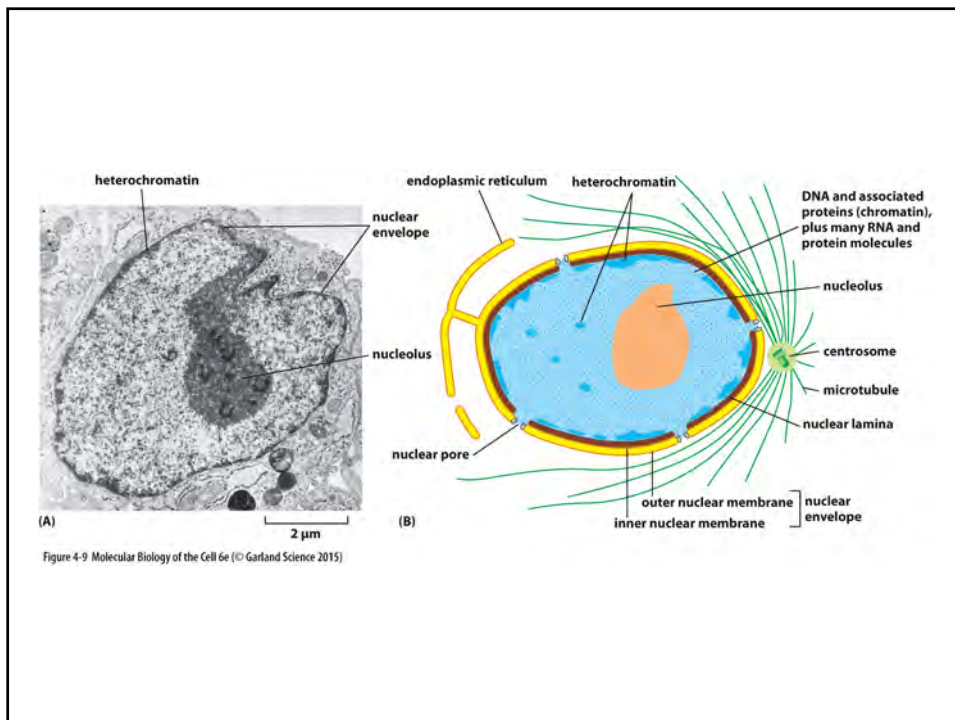 heterochromatin
nuclear
envelope
nucleolus
(A)
2 µm
endoplasmic reticulum
heterochromatin
DNA and associated
proteins (chromatin),
plus many RNA and
protein molecules
nucleolus
centrosome
microtubule
nuclear lamina
nuclear pore
outer nuclear membrane
inner nuclear membrane
nuclear
envelope
(B)
Figure 4-9 Molecular Biology of the Cell 6e (© Garland Science 2015)